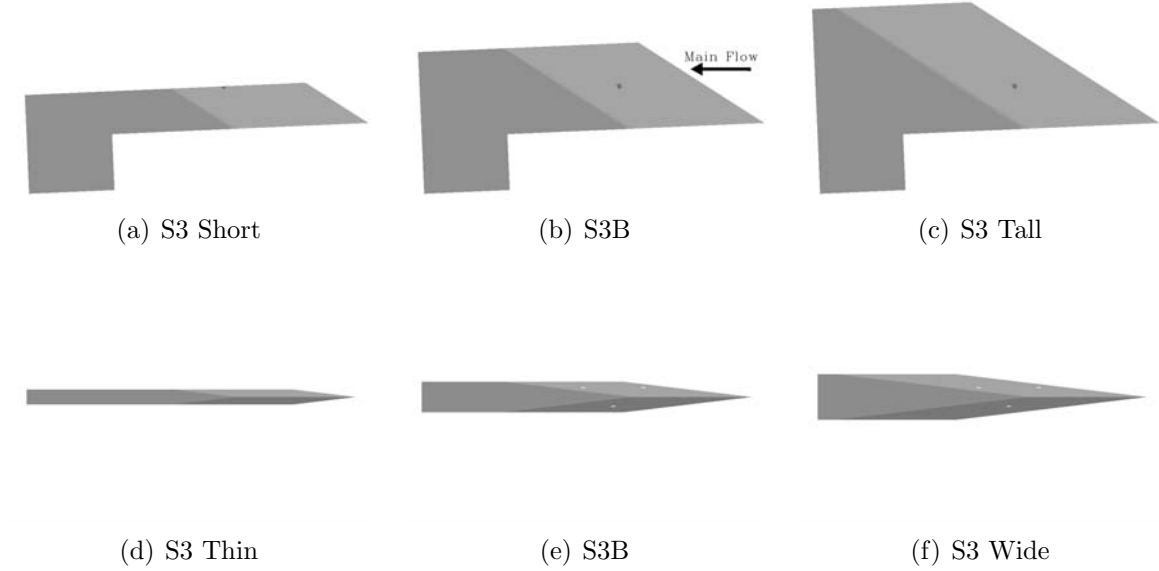 Main Flow
(a) S3 Short
(b) S3B
(c) S3 Tall
(d) S3 Thin
(e) S3B
(f) S3 Wide